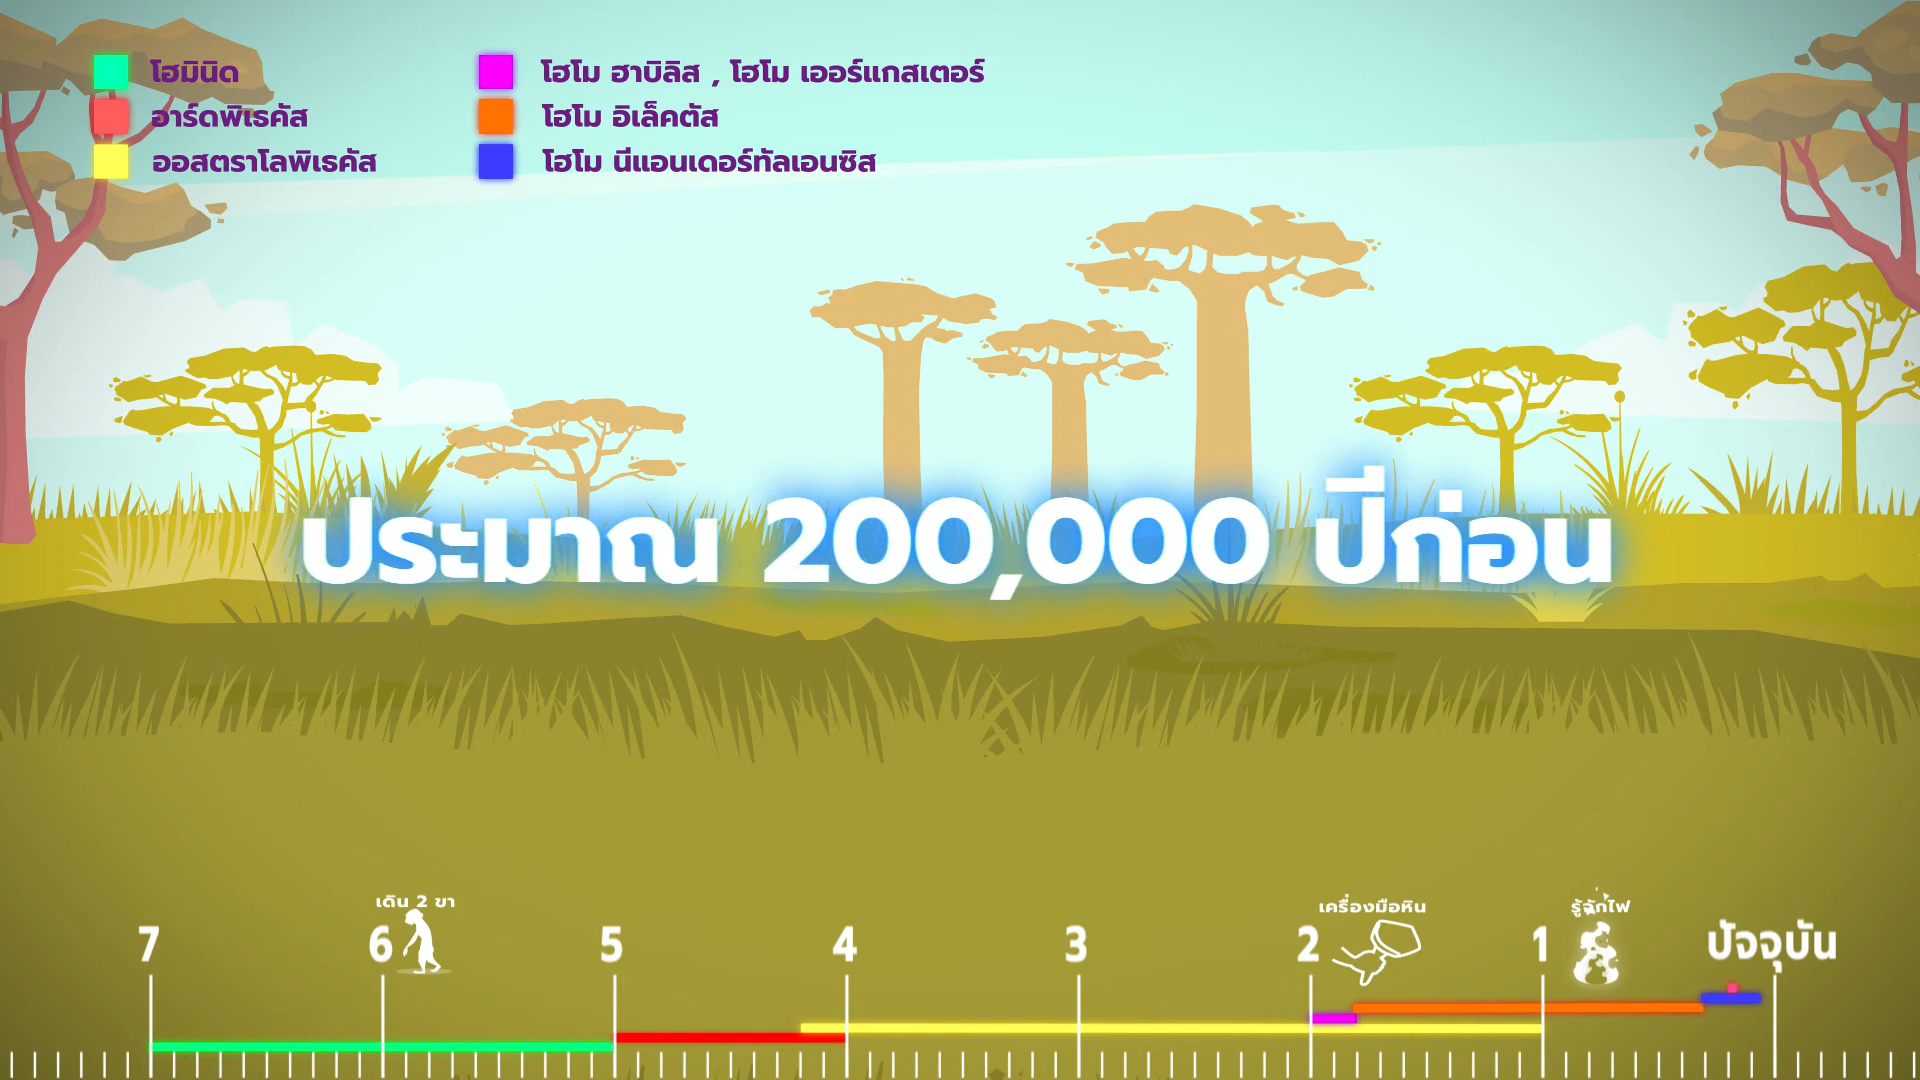 โฮมินิด
อาร์ดพิเธคัส
ออสตราโลพิเธคัส
โฮโม ฮาบิลิส , โฮโม เออร์แกสเตอร์
โฮโม อิเล็คตัส
โฮโม นีแอนเดอร์ทัลเอนซิส
ประมาณ 200,000 ปีก่อน
เดิน 2 ขา
เครื่องมือหิน
รู้จักไฟ
7 6 5 4 3 2 1 ปัจจุบัน